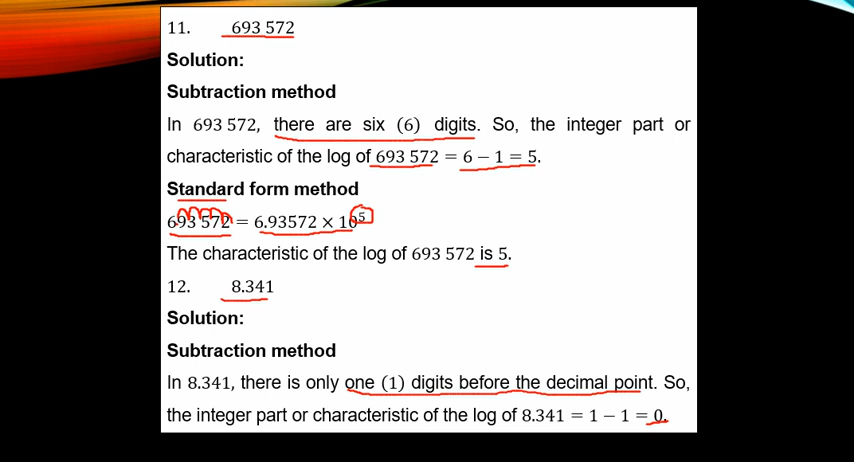 11. 693 572
Solution:
Subtraction method
In 693 572, there are six (6) digits. So, the integer part or
characteristic of the log of 693 572 = 6 − 1 = 5.
Standard form method
693 572 = 6.93572 × 10⁵
The characteristic of the log of 693 572 is 5.
12. 8.341
Solution:
Subtraction method
In 8.341, there is only one (1) digits before the decimal point. So,
the integer part or characteristic of the log of 8.341 = 1 − 1 = 0.